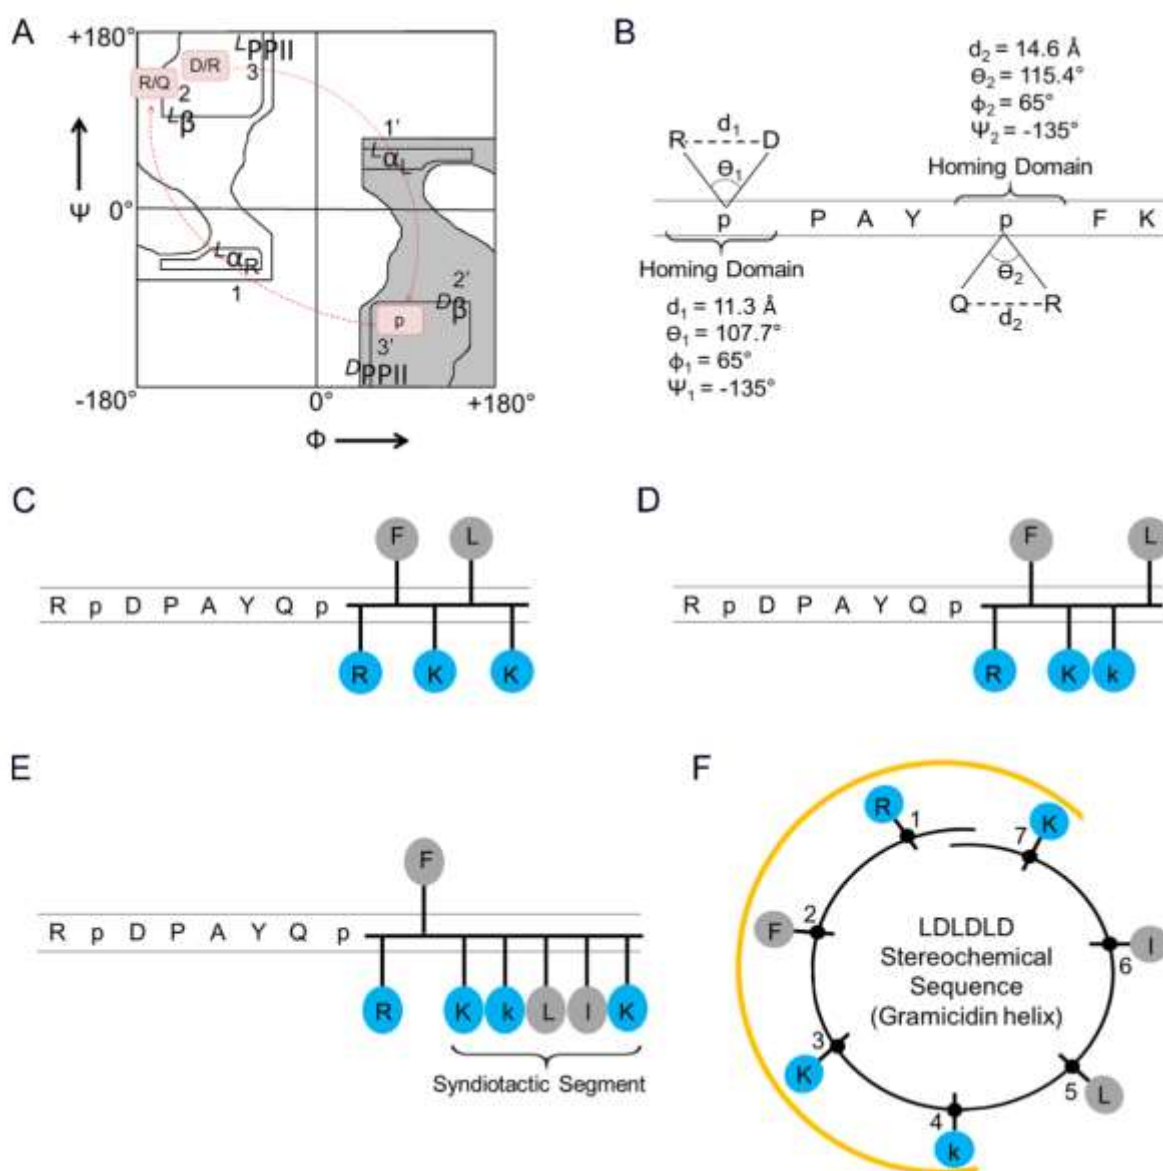 A
+180°
LPPII
D/R
R/Q
3
2
Lβ
1'
LαL
Ψ
0°
LαR
1
2'
Dβ
p
3'
DPPII
-180°
0°
+180°
Φ
B
d2 = 14.6 Å
ϴ2 = 115.4°
ϕ2 = 65°
Ψ2 = -135°
R d1 D
ϴ1
Homing Domain
p P A Y p F K
Homing Domain
ϴ2
Q d2 R
d1 = 11.3 Å
ϴ1 = 107.7°
ϕ1 = 65°
Ψ1 = -135°
C
F L
R p D P A Y Q p
R K K
D
F L
R p D P A Y Q p
R K k
E
F
R p D P A Y Q p
R K k L I K
Syndiotactic Segment
F
R
1
K
7
F
2
LDLDLD
Stereochemical
Sequence
(Gramicidin helix)
I
6
3
K
4
k
5
L